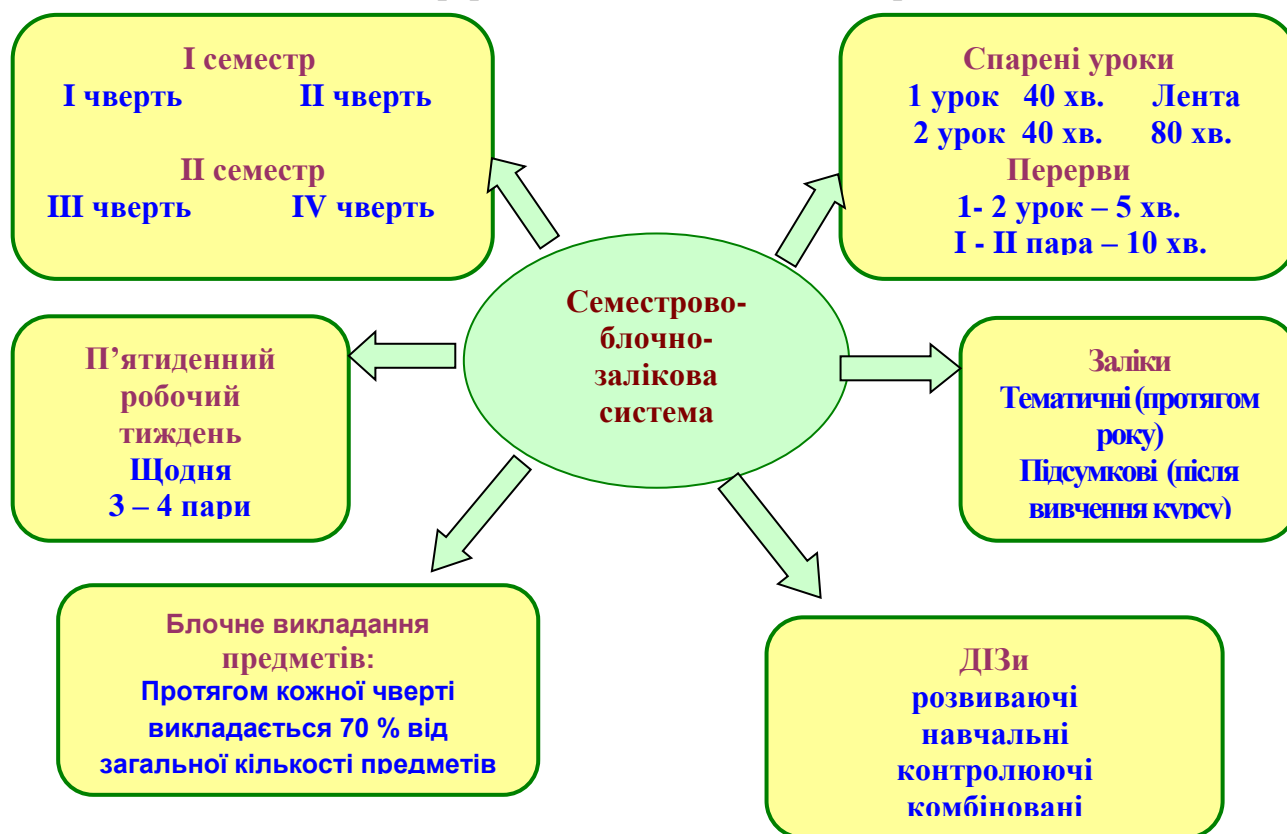 І семестр
І чверть ІІ чверть
ІІ семестр
ІІІ чверть IV чверть
Спарені уроки
1 урок 40 хв. Лента
2 урок 40 хв. 80 хв.
Перерви
1- 2 урок – 5 хв.
І - ІІ пара – 10 хв.
Семестрово-
блочно-
залікова
система
П’ятиденний
робочий
тиждень
Щодня
3 – 4 пари
Заліки
Тематичні (протягом
року)
Підсумкові (після
вивчення курсу)
Блочне викладання
предметів:
Протягом кожної чверті
викладається 70 % від
загальної кількості предметів
ДІЗи
розвиваючі
навчальні
контролюючі
комбіновані